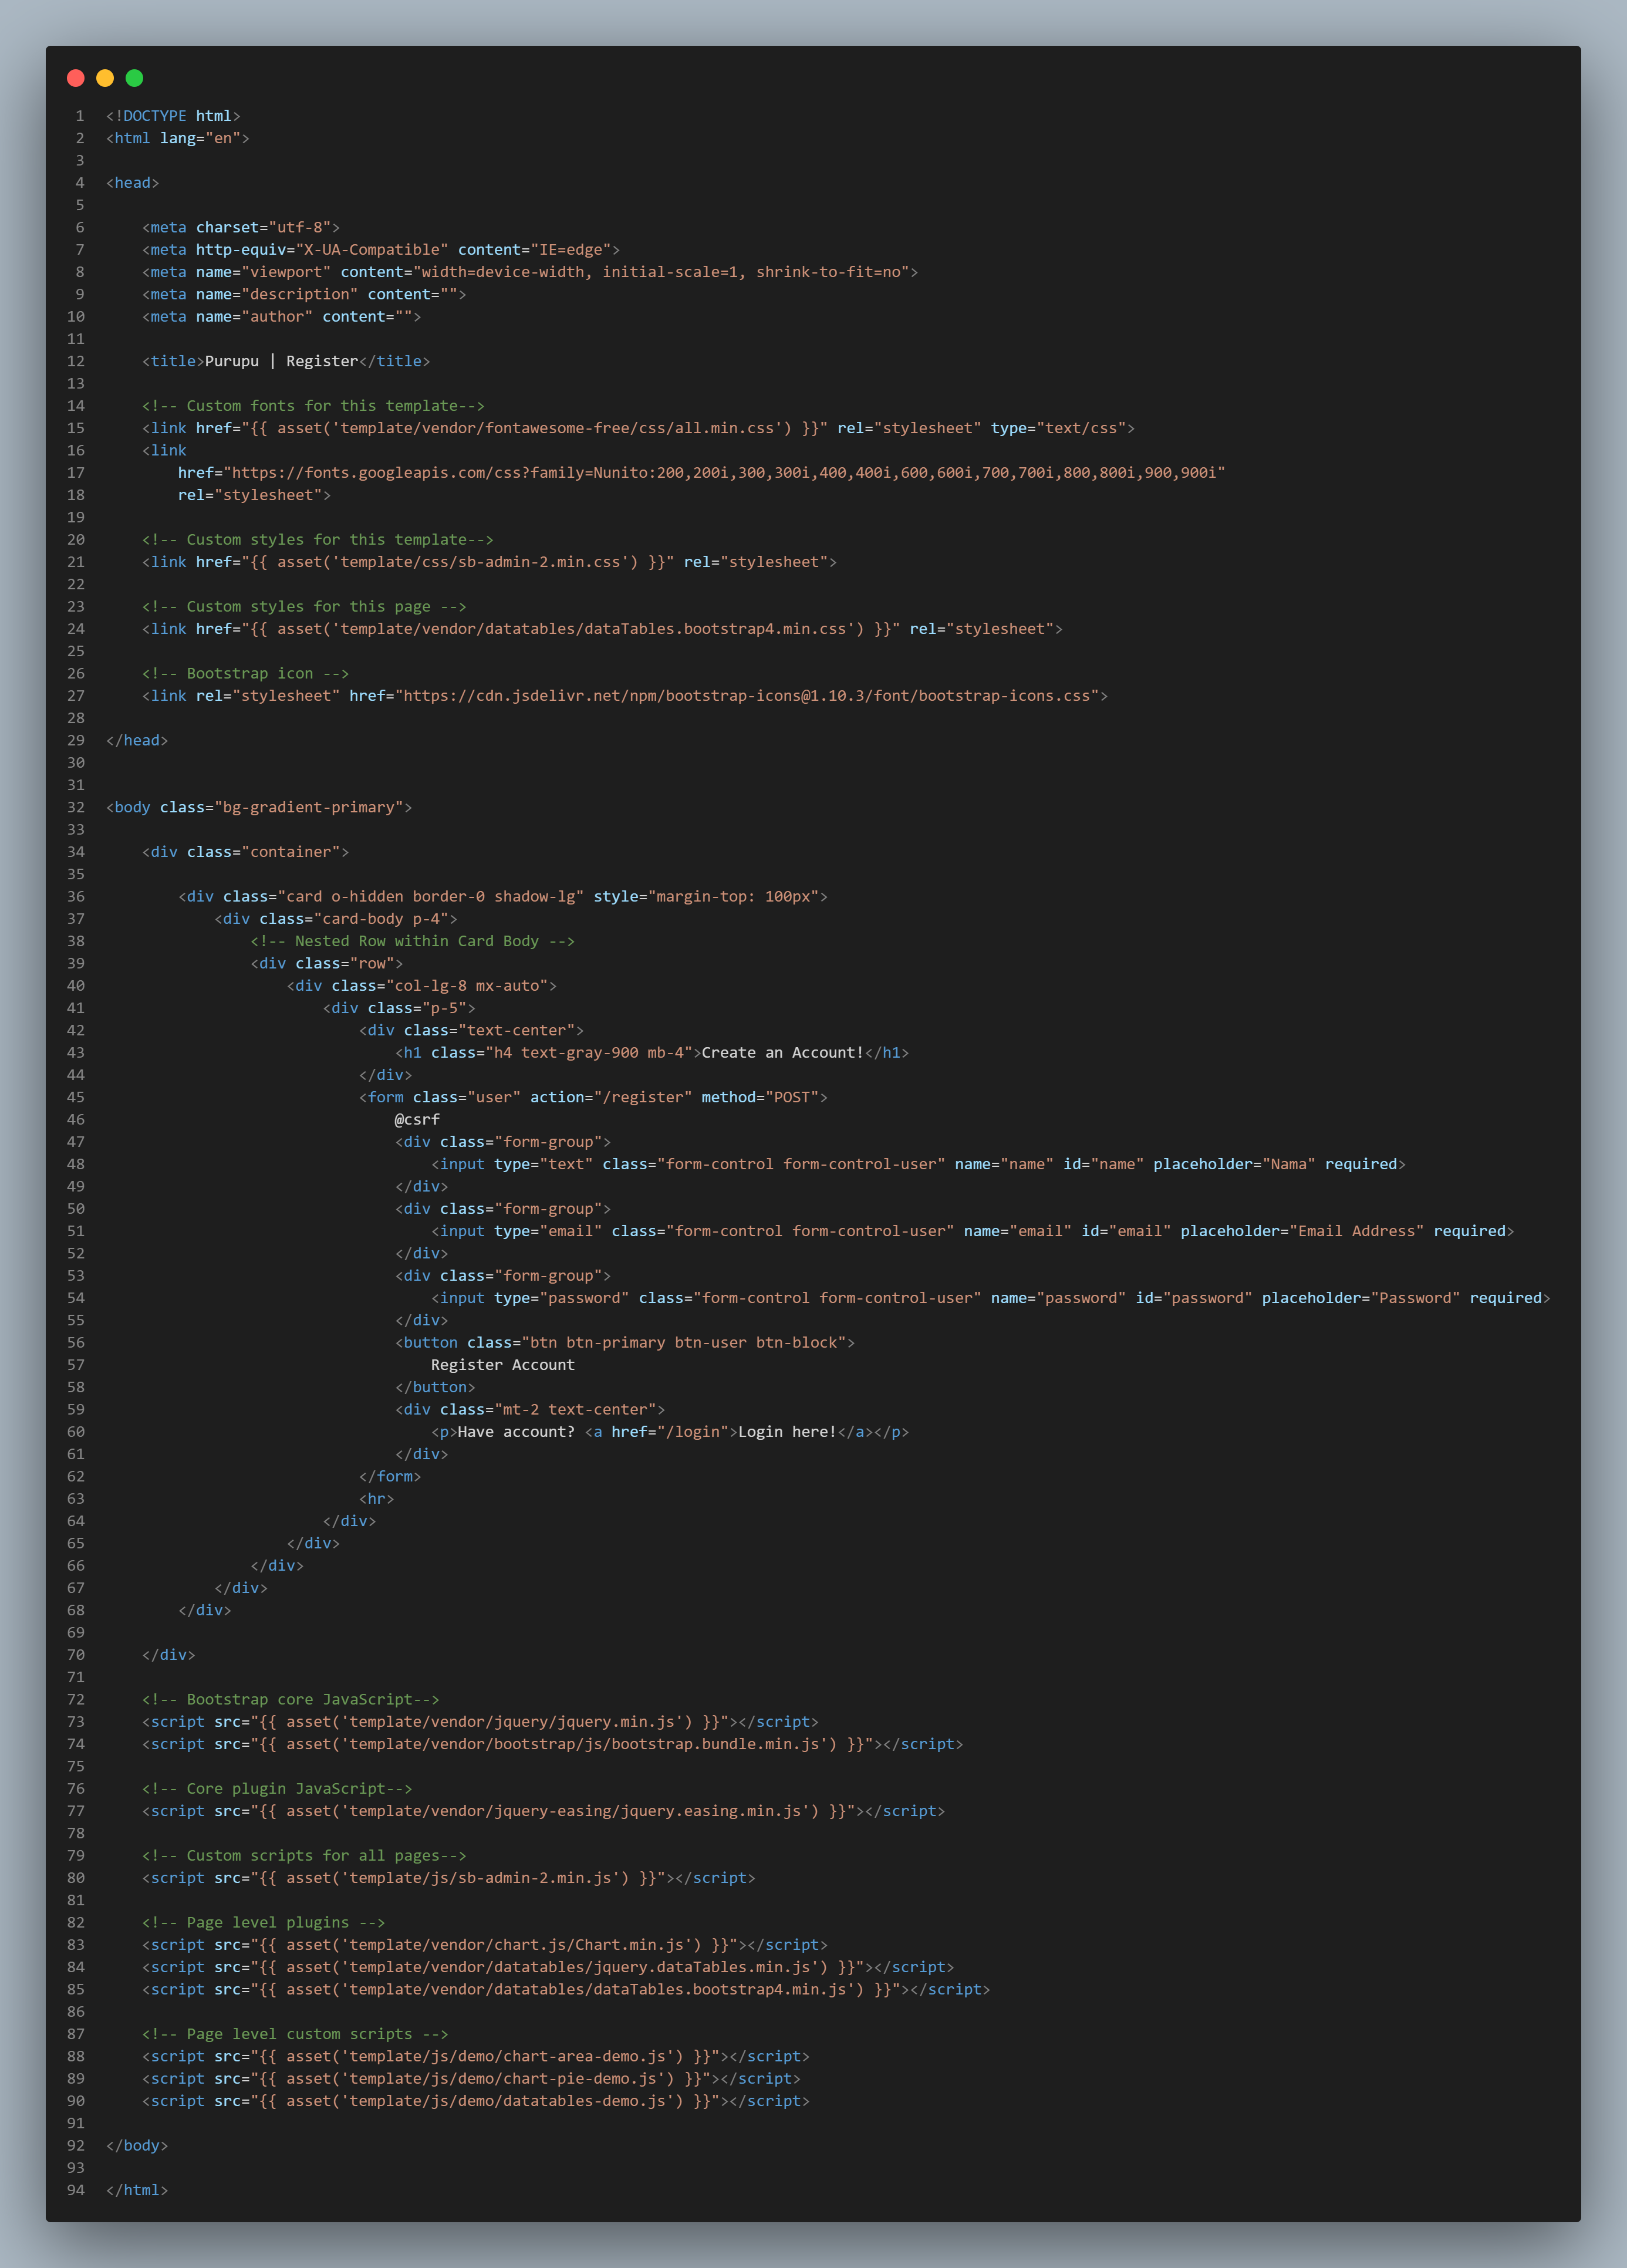 1 <!DOCTYPE html>
2 <html lang="en">
3
4 <head>
5
6     <meta charset="utf-8">
7     <meta http-equiv="X-UA-Compatible" content="IE=edge">
8     <meta name="viewport" content="width=device-width, initial-scale=1, shrink-to-fit=no">
9     <meta name="description" content="">
10     <meta name="author" content="">
11
12     <title>Purupu | Register</title>
13
14     <!-- Custom fonts for this template-->
15     <link href="{{ asset('template/vendor/fontawesome-free/css/all.min.css') }}" rel="stylesheet" type="text/css">
16     <link
17         href="https://fonts.googleapis.com/css?family=Nunito:200,200i,300,300i,400,400i,600,600i,700,700i,800,800i,900,900i"
18         rel="stylesheet">
19
20     <!-- Custom styles for this template-->
21     <link href="{{ asset('template/css/sb-admin-2.min.css') }}" rel="stylesheet">
22
23     <!-- Custom styles for this page -->
24     <link href="{{ asset('template/vendor/datatables/dataTables.bootstrap4.min.css') }}" rel="stylesheet">
25
26     <!-- Bootstrap icon -->
27     <link rel="stylesheet" href="https://cdn.jsdelivr.net/npm/bootstrap-icons@1.10.3/font/bootstrap-icons.css">
28
29 </head>
30
31
32 <body class="bg-gradient-primary">
33
34     <div class="container">
35
36         <div class="card o-hidden border-0 shadow-lg" style="margin-top: 100px">
37             <div class="card-body p-4">
38                 <!-- Nested Row within Card Body -->
39                 <div class="row">
40                     <div class="col-lg-8 mx-auto">
41                         <div class="p-5">
42                             <div class="text-center">
43                                 <h1 class="h4 text-gray-900 mb-4">Create an Account!</h1>
44                             </div>
45                             <form class="user" action="/register" method="POST">
46                                 @csrf
47                                 <div class="form-group">
48                                     <input type="text" class="form-control form-control-user" name="name" id="name" placeholder="Nama" required>
49                                 </div>
50                                 <div class="form-group">
51                                     <input type="email" class="form-control form-control-user" name="email" id="email" placeholder="Email Address" required>
52                                 </div>
53                                 <div class="form-group">
54                                     <input type="password" class="form-control form-control-user" name="password" id="password" placeholder="Password" required>
55                                 </div>
56                                 <button class="btn btn-primary btn-user btn-block">
57                                     Register Account
58                                 </button>
59                                 <div class="mt-2 text-center">
60                                     <p>Have account? <a href="/login">Login here!</a></p>
61                                 </div>
62                             </form>
63                             <hr>
64                         </div>
65                     </div>
66                 </div>
67             </div>
68         </div>
69
70     </div>
71
72     <!-- Bootstrap core JavaScript-->
73     <script src="{{ asset('template/vendor/jquery/jquery.min.js') }}"></script>
74     <script src="{{ asset('template/vendor/bootstrap/js/bootstrap.bundle.min.js') }}"></script>
75
76     <!-- Core plugin JavaScript-->
77     <script src="{{ asset('template/vendor/jquery-easing/jquery.easing.min.js') }}"></script>
78
79     <!-- Custom scripts for all pages-->
80     <script src="{{ asset('template/js/sb-admin-2.min.js') }}"></script>
81
82     <!-- Page level plugins -->
83     <script src="{{ asset('template/vendor/chart.js/Chart.min.js') }}"></script>
84     <script src="{{ asset('template/vendor/datatables/jquery.dataTables.min.js') }}"></script>
85     <script src="{{ asset('template/vendor/datatables/dataTables.bootstrap4.min.js') }}"></script>
86
87     <!-- Page level custom scripts -->
88     <script src="{{ asset('template/js/demo/chart-area-demo.js') }}"></script>
89     <script src="{{ asset('template/js/demo/chart-pie-demo.js') }}"></script>
90     <script src="{{ asset('template/js/demo/datatables-demo.js') }}"></script>
91
92 </body>
93
94 </html>